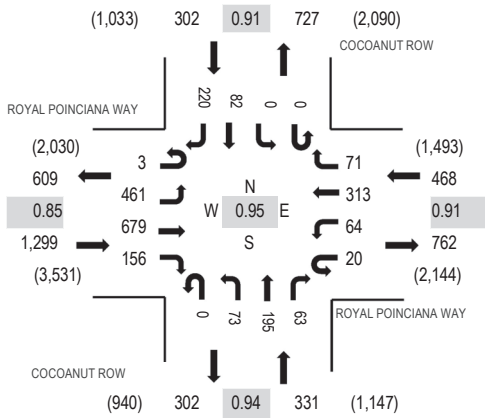 (1,033) 302 0.91 727 (2,090)
COCOANUT ROW
220 82 0 0
ROYAL POINCIANA WAY
(2,030) (1,493)
3 71
609 468
461 N 313
0.85 W 0.95 E 0.91
679 S 64
1,299 762
156 20
(3,531) (2,144)
0 73 195 63
ROYAL POINCIANA WAY
COCOANUT ROW
(940) 302 0.94 331 (1,147)